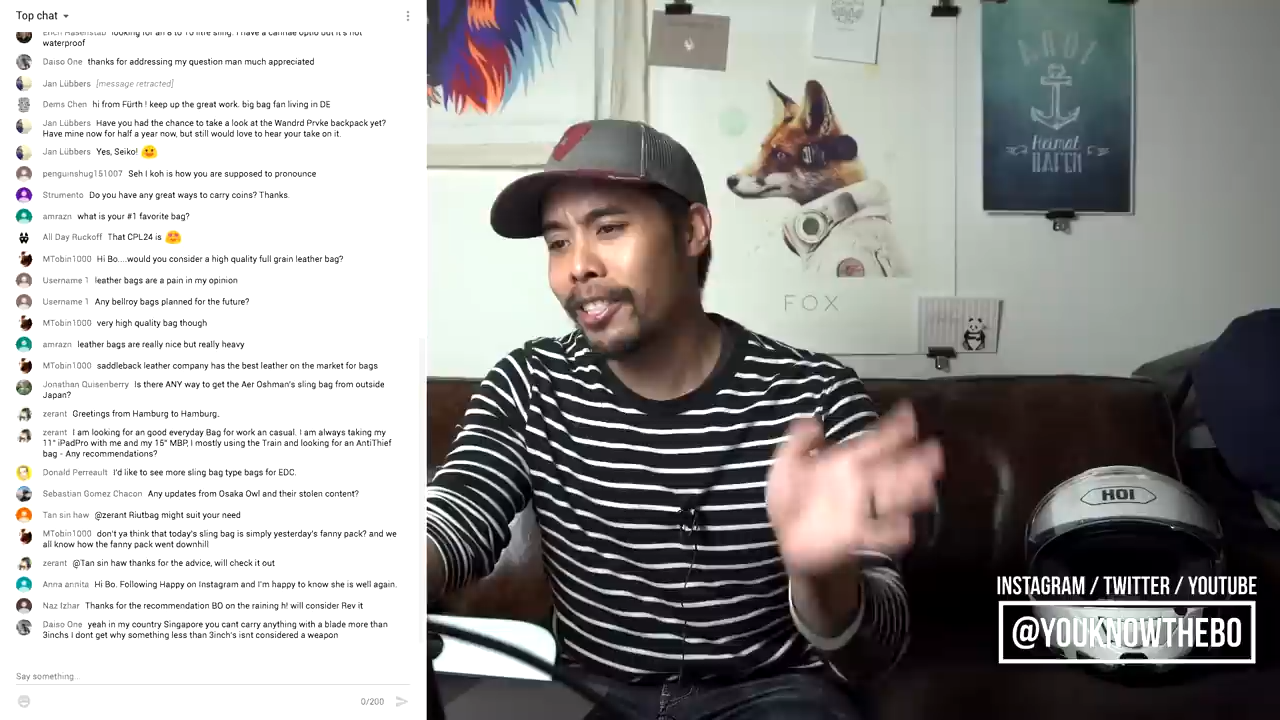 Top chat
Erich Hasenstab looking for an 8 to 10 litre sling. I have a cannae optio but it's not
waterproof
Daiso One thanks for addressing my question man much appreciated
Jan Lübbers [message retracted]
Dems Chen hi from Fürth ! keep up the great work. big bag fan living in DE
Jan Lübbers Have you had the chance to take a look at the Wandrd Prvke backpack yet?
Have mine now for half a year now, but still would love to hear your take on it.
Jan Lübbers Yes, Seiko!
penguinshug151007 Seh I koh is how you are supposed to pronounce
Strumento Do you have any great ways to carry coins? Thanks.
amrazn what is your #1 favorite bag?
All Day Ruckoff That CPL24 is
MTobin1000 Hi Bo....would you consider a high quality full grain leather bag?
Username 1 leather bags are a pain in my opinion
Username 1 Any bellroy bags planned for the future?
MTobin1000 very high quality bag though
amrazn leather bags are really nice but really heavy
MTobin1000 saddleback leather company has the best leather on the market for bags
Jonathan Quisenberry Is there ANY way to get the Aer Oshman's sling bag from outside
Japan?
zerant Greetings from Hamburg to Hamburg.
zerant I am looking for an good everyday Bag for work an casual. I am always taking my
11" iPadPro with me and my 15" MBP, I mostly using the Train and looking for an AntiThief
bag - Any recommendations?
Donald Perreault I'd like to see more sling bag type bags for EDC.
Sebastian Gomez Chacon Any updates from Osaka Owl and their stolen content?
Tan sin haw @zerant Riutbag might suit your need
MTobin1000 don't ya think that today's sling bag is simply yesterday's fanny pack? and we
all know how the fanny pack went downhill
zerant @Tan sin haw thanks for the advice, will check it out
Anna annita Hi Bo. Following Happy on Instagram and I'm happy to know she is well again.
Naz Izhar Thanks for the recommendation BO on the raining h! will consider Rev it
Daiso One yeah in my country Singapore you cant carry anything with a blade more than
3inchs I dont get why something less than 3inch's isnt considered a weapon
Say something...
0/200
FOX
AHOI
Heimat
HAFEN
HOI
INSTAGRAM / TWITTER / YOUTUBE
@YOUKNOWTHEBO